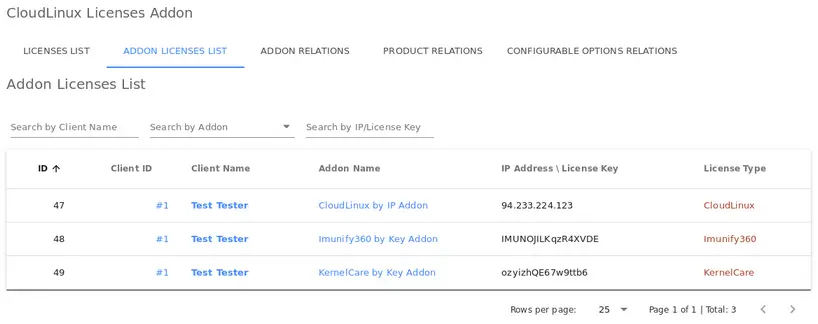 CloudLinux Licenses Addon
LICENSES LIST ADDON LICENSES LIST ADDON RELATIONS PRODUCT RELATIONS CONFIGURABLE OPTIONS RELATIONS
Addon Licenses List
Search by Client Name Search by Addon Search by IP/License Key
ID Client ID Client Name Addon Name IP Address \ License Key License Type
47 #1 Test Tester CloudLinux by IP Addon 94.233.224.123 CloudLinux
48 #1 Test Tester Imunify360 by Key Addon IMUNOJILKqzR4XVDE Imunify360
49 #1 Test Tester KernelCare by Key Addon ozyizhQE67w9ttb6 KernelCare
Rows per page: 25 Page 1 of 1 | Total: 3